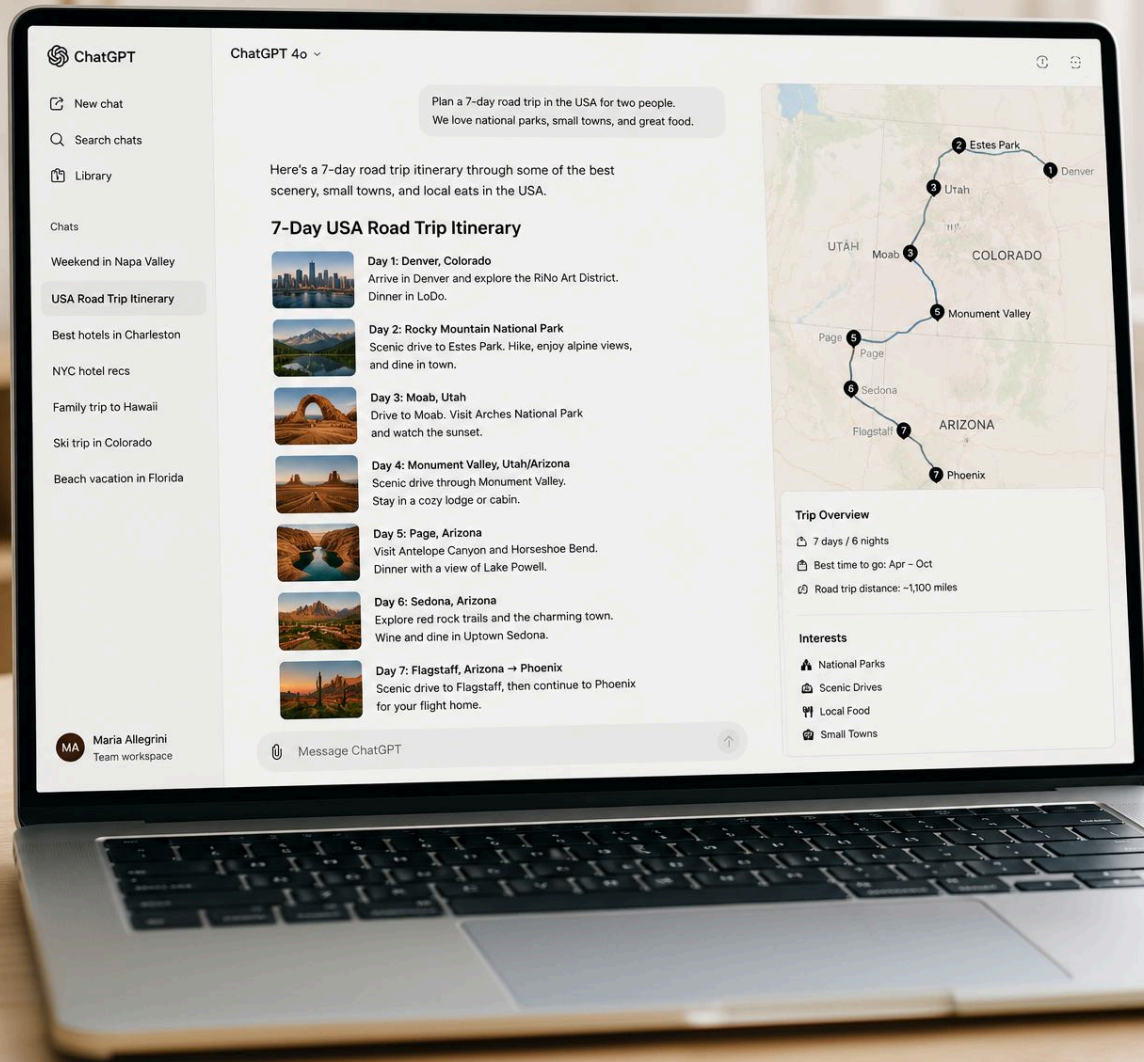 ChatGPT
New chat
Search chats
Library
Chats
Weekend in Napa Valley
USA Road Trip Itinerary
Best hotels in Charleston
NYC hotel recs
Family trip to Hawaii
Ski trip in Colorado
Beach vacation in Florida
MA
Maria Allegrini
Team workspace
ChatGPT 4o
Plan a 7-day road trip in the USA for two people.
We love national parks, small towns, and great food.
Here's a 7-day road trip itinerary through some of the best
scenery, small towns, and local eats in the USA.
7-Day USA Road Trip Itinerary
Day 1: Denver, Colorado
Arrive in Denver and explore the RiNo Art District.
Dinner in LoDo.
Day 2: Rocky Mountain National Park
Scenic drive to Estes Park. Hike, enjoy alpine views,
and dine in town.
Day 3: Moab, Utah
Drive to Moab. Visit Arches National Park
and watch the sunset.
Day 4: Monument Valley, Utah/Arizona
Scenic drive through Monument Valley.
Stay in a cozy lodge or cabin.
Day 5: Page, Arizona
Visit Antelope Canyon and Horseshoe Bend.
Dinner with a view of Lake Powell.
Day 6: Sedona, Arizona
Explore red rock trails and the charming town.
Wine and dine in Uptown Sedona.
Day 7: Flagstaff, Arizona → Phoenix
Scenic drive to Flagstaff, then continue to Phoenix
for your flight home.
Message ChatGPT
2 Estes Park
1 Denver
3 Utah
UTAH
Moab 3
COLORADO
5 Monument Valley
Page 5
Page
6 Sedona
Flogstaff 7
ARIZONA
7 Phoenix
Trip Overview
7 days / 6 nights
Best time to go: Apr – Oct
Road trip distance: ~1,100 miles
Interests
National Parks
Scenic Drives
Local Food
Small Towns